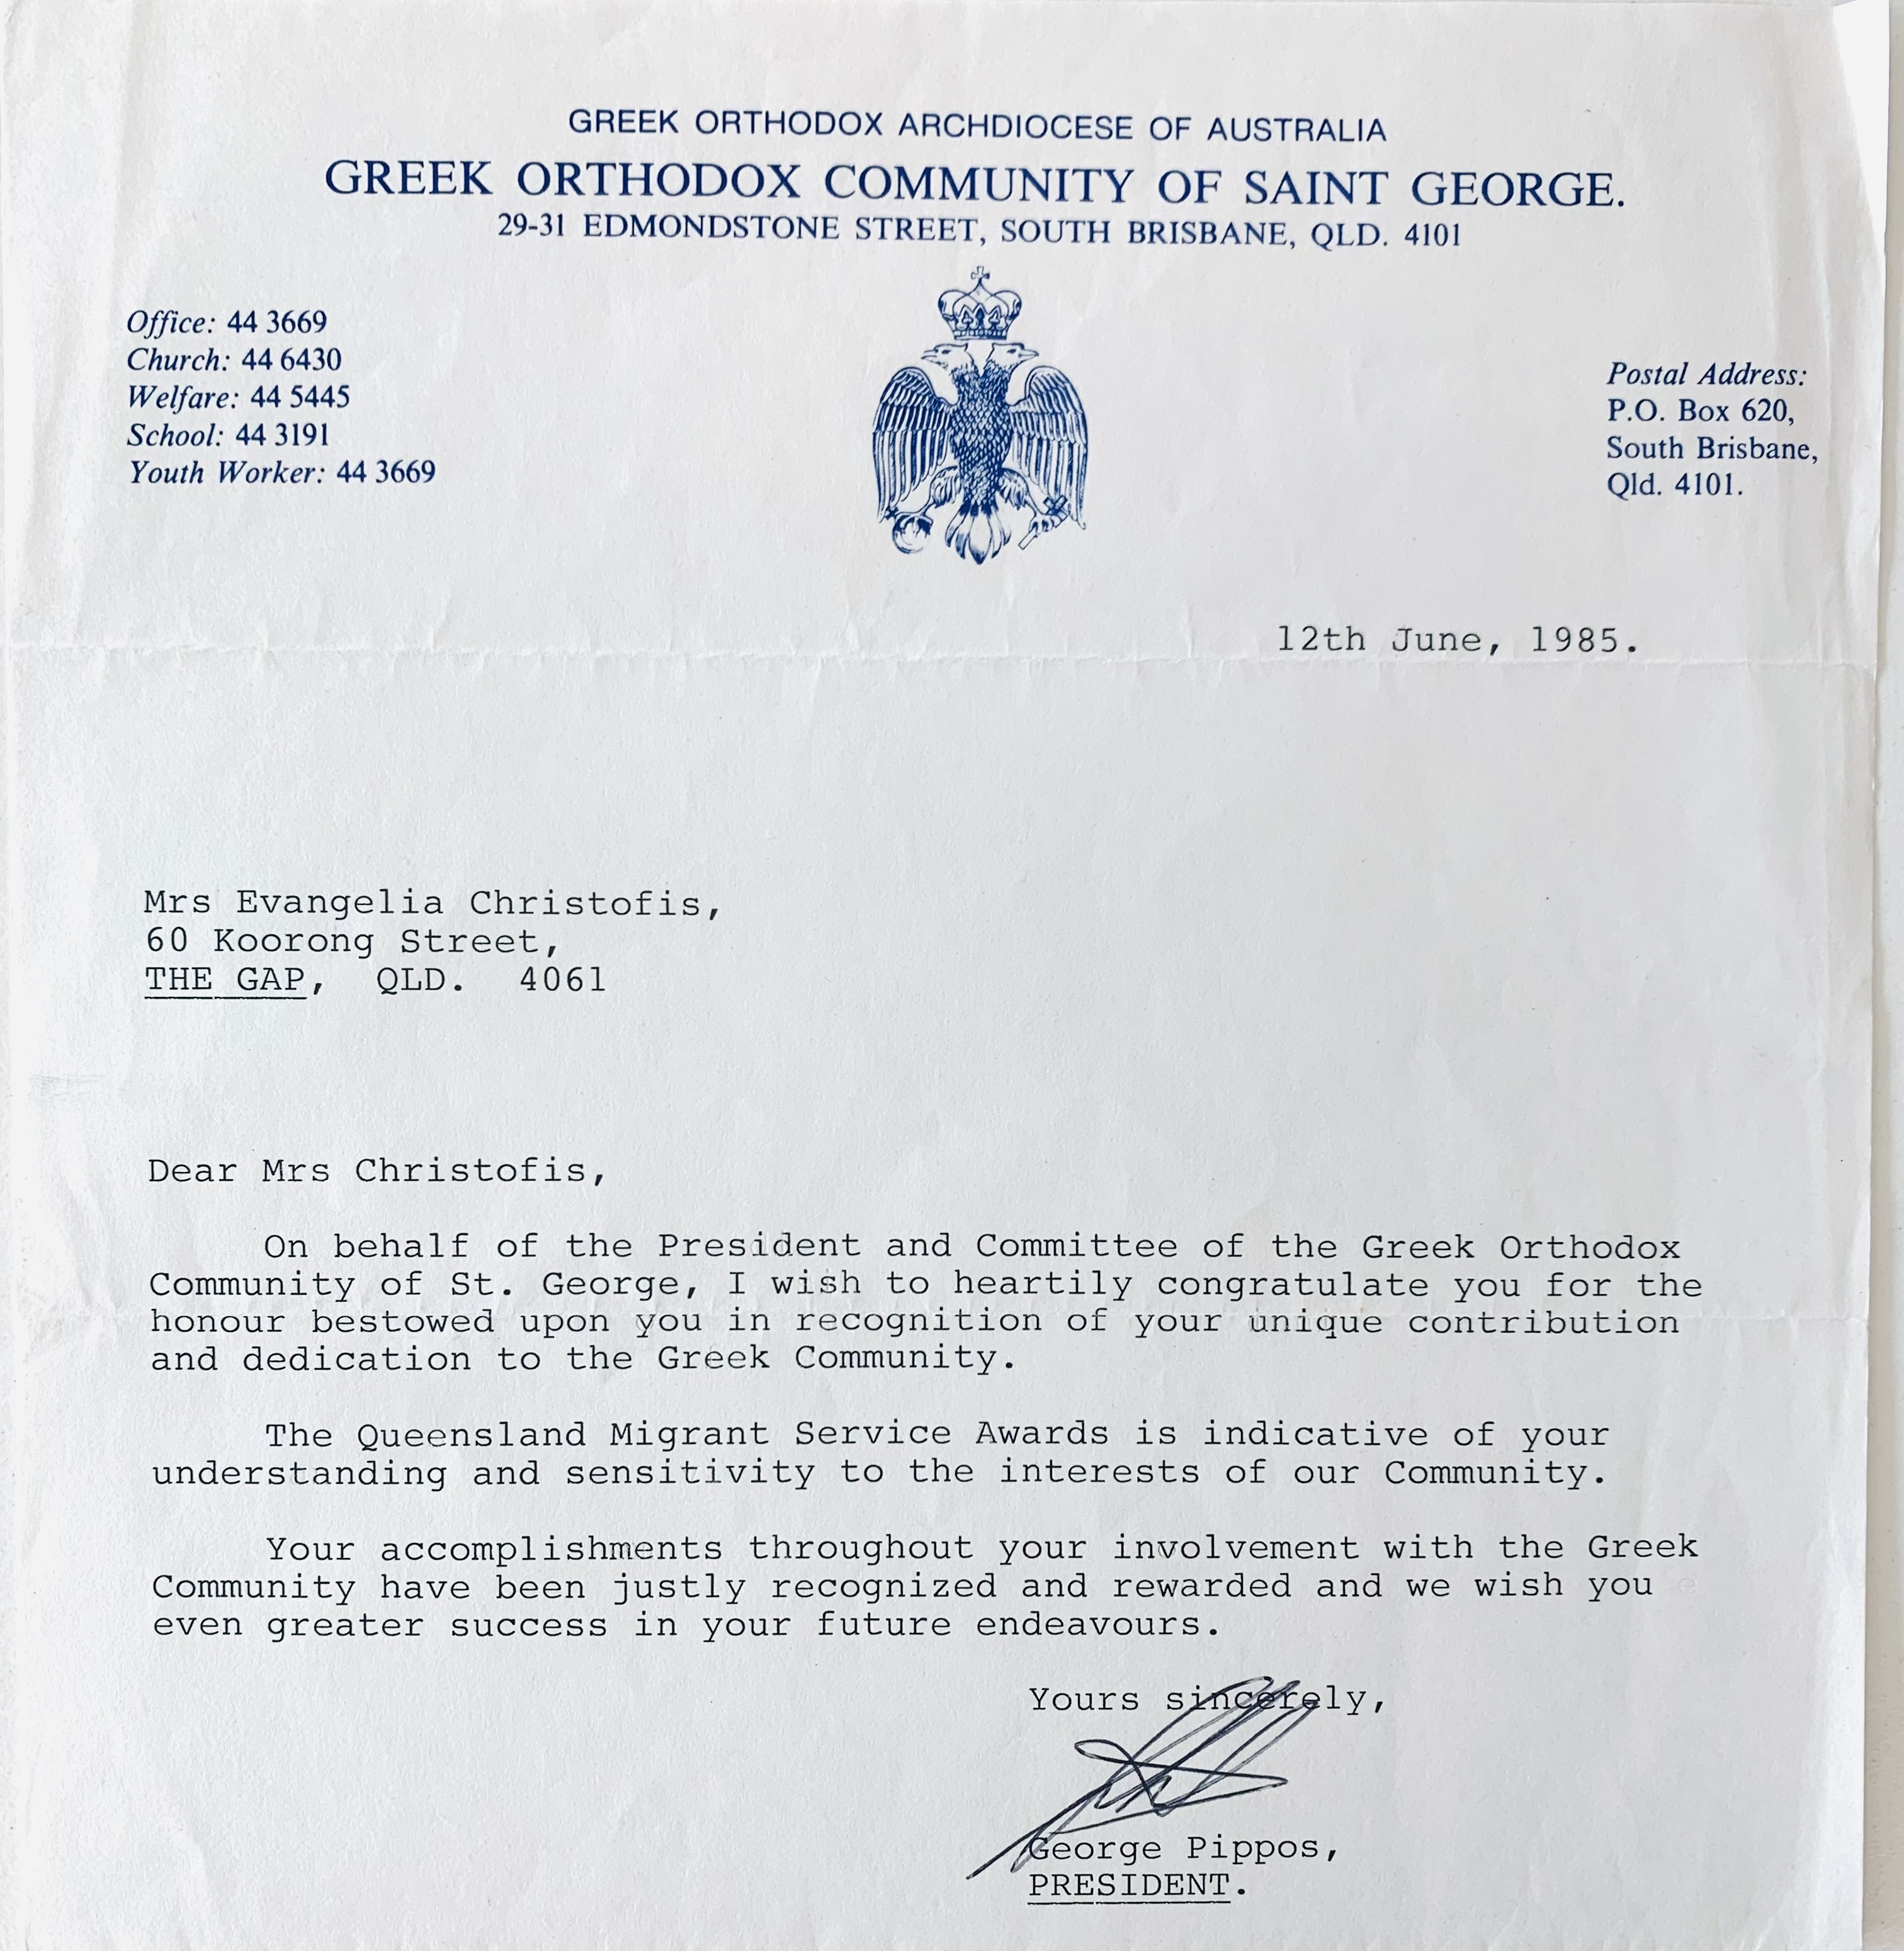 GREEK ORTHODOX ARCHDIOCESE OF AUSTRALIA
GREEK ORTHODOX COMMUNITY OF SAINT GEORGE.
29-31 EDMONDSTONE STREET, SOUTH BRISBANE, QLD. 4101
Office: 44 3669
Church: 44 6430
Welfare: 44 5445
School: 44 3191
Youth Worker: 44 3669
Postal Address:
P.O. Box 620,
South Brisbane,
Qld. 4101.
12th June, 1985.
Mrs Evangelia Christofis,
60 Koorong Street,
THE GAP, QLD. 4061
Dear Mrs Christofis,
On behalf of the President and Committee of the Greek Orthodox
Community of St. George, I wish to heartily congratulate you for the
honour bestowed upon you in recognition of your unique contribution
and dedication to the Greek Community.
The Queensland Migrant Service Awards is indicative of your
understanding and sensitivity to the interests of our Community.
Your accomplishments throughout your involvement with the Greek
Community have been justly recognized and rewarded and we wish you
even greater success in your future endeavours.
Yours sincerely,
George Pippos,
PRESIDENT.